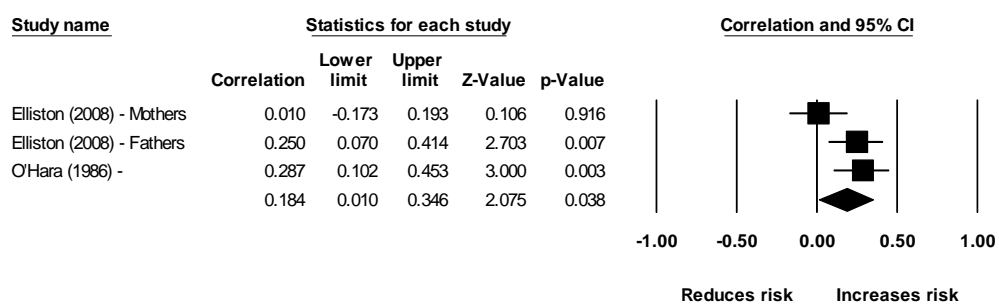 Study name Statistics for each study Correlation and 95% CI
Lower Upper
Correlation limit limit Z-Value p-Value
Elliston (2008) - Mothers 0.010 -0.173 0.193 0.106 0.916
Elliston (2008) - Fathers 0.250 0.070 0.414 2.703 0.007
O'Hara (1986) - 0.287 0.102 0.453 3.000 0.003
0.184 0.010 0.346 2.075 0.038
-1.00 -0.50 0.00 0.50 1.00
Reduces risk Increases risk